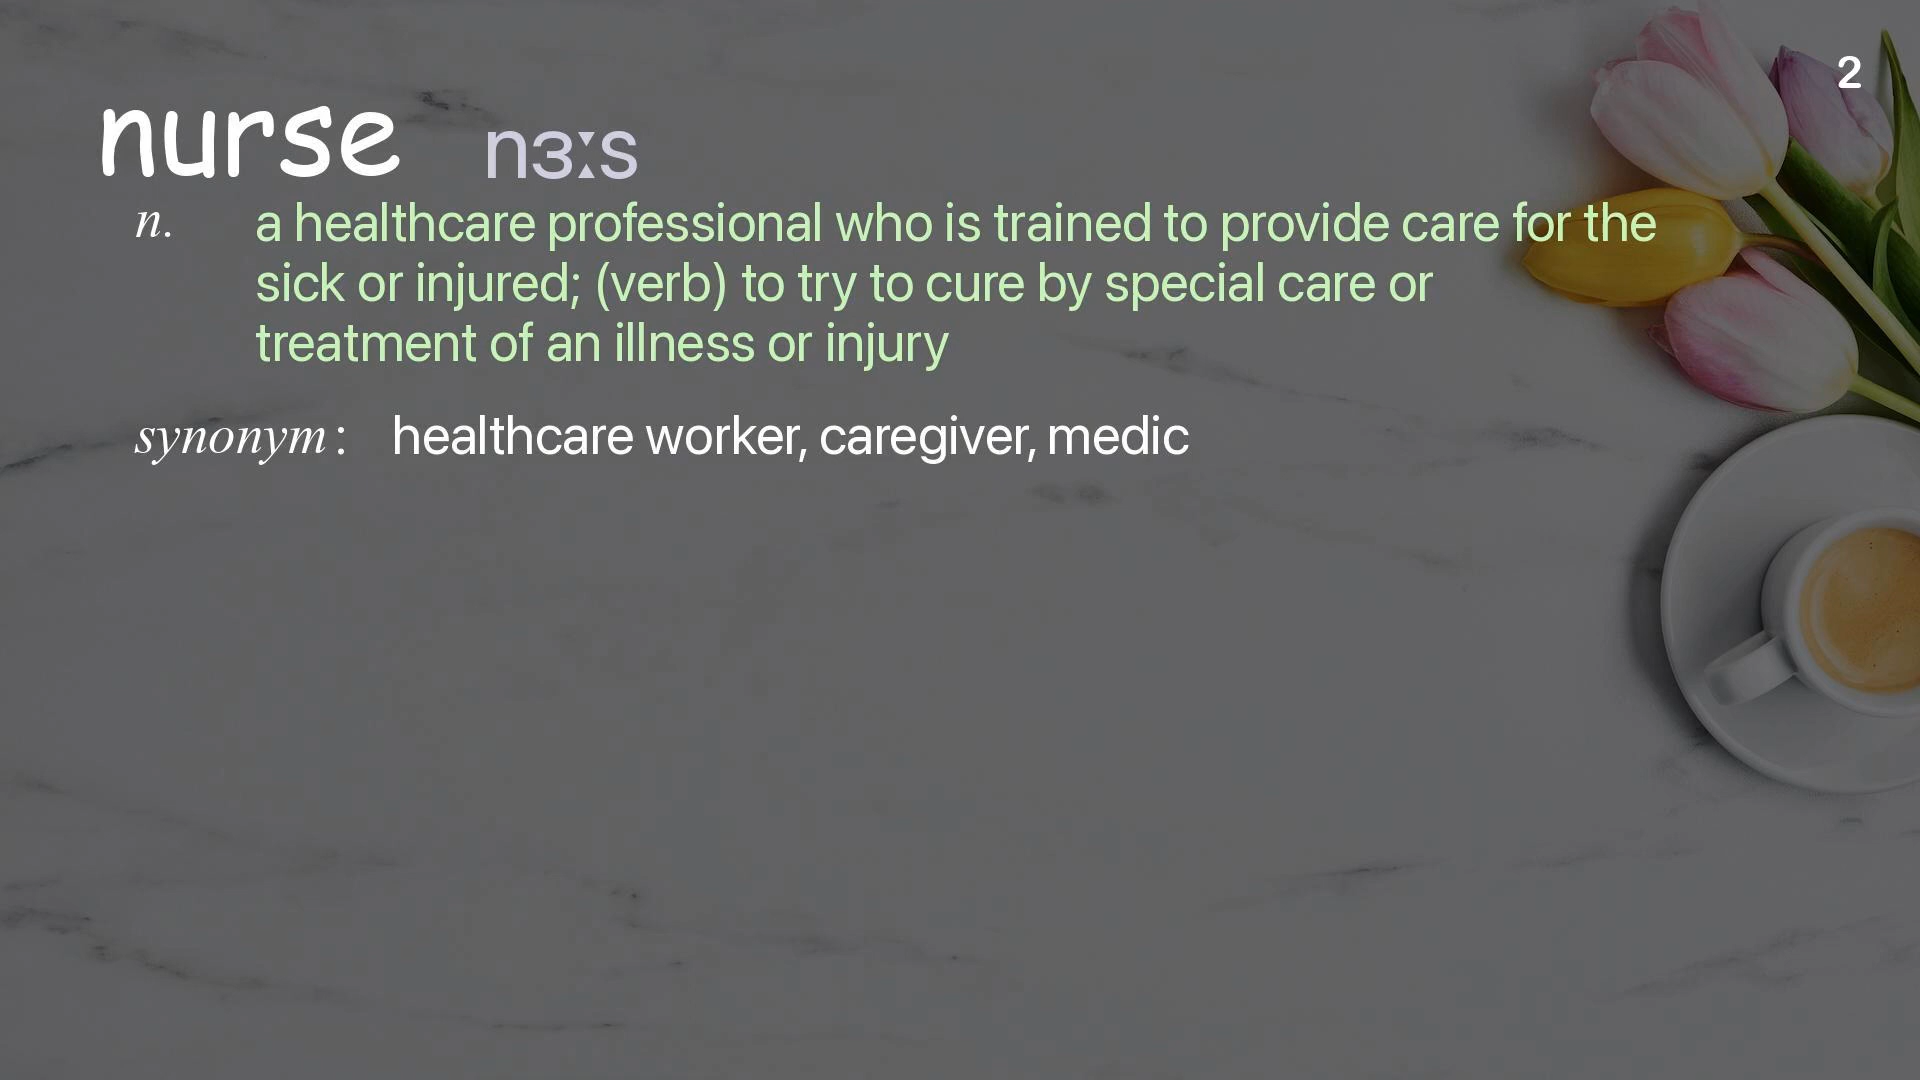 2
nurse nɜːs
n. a healthcare professional who is trained to provide care for the
sick or injured; (verb) to try to cure by special care or
treatment of an illness or injury
synonym: healthcare worker, caregiver, medic